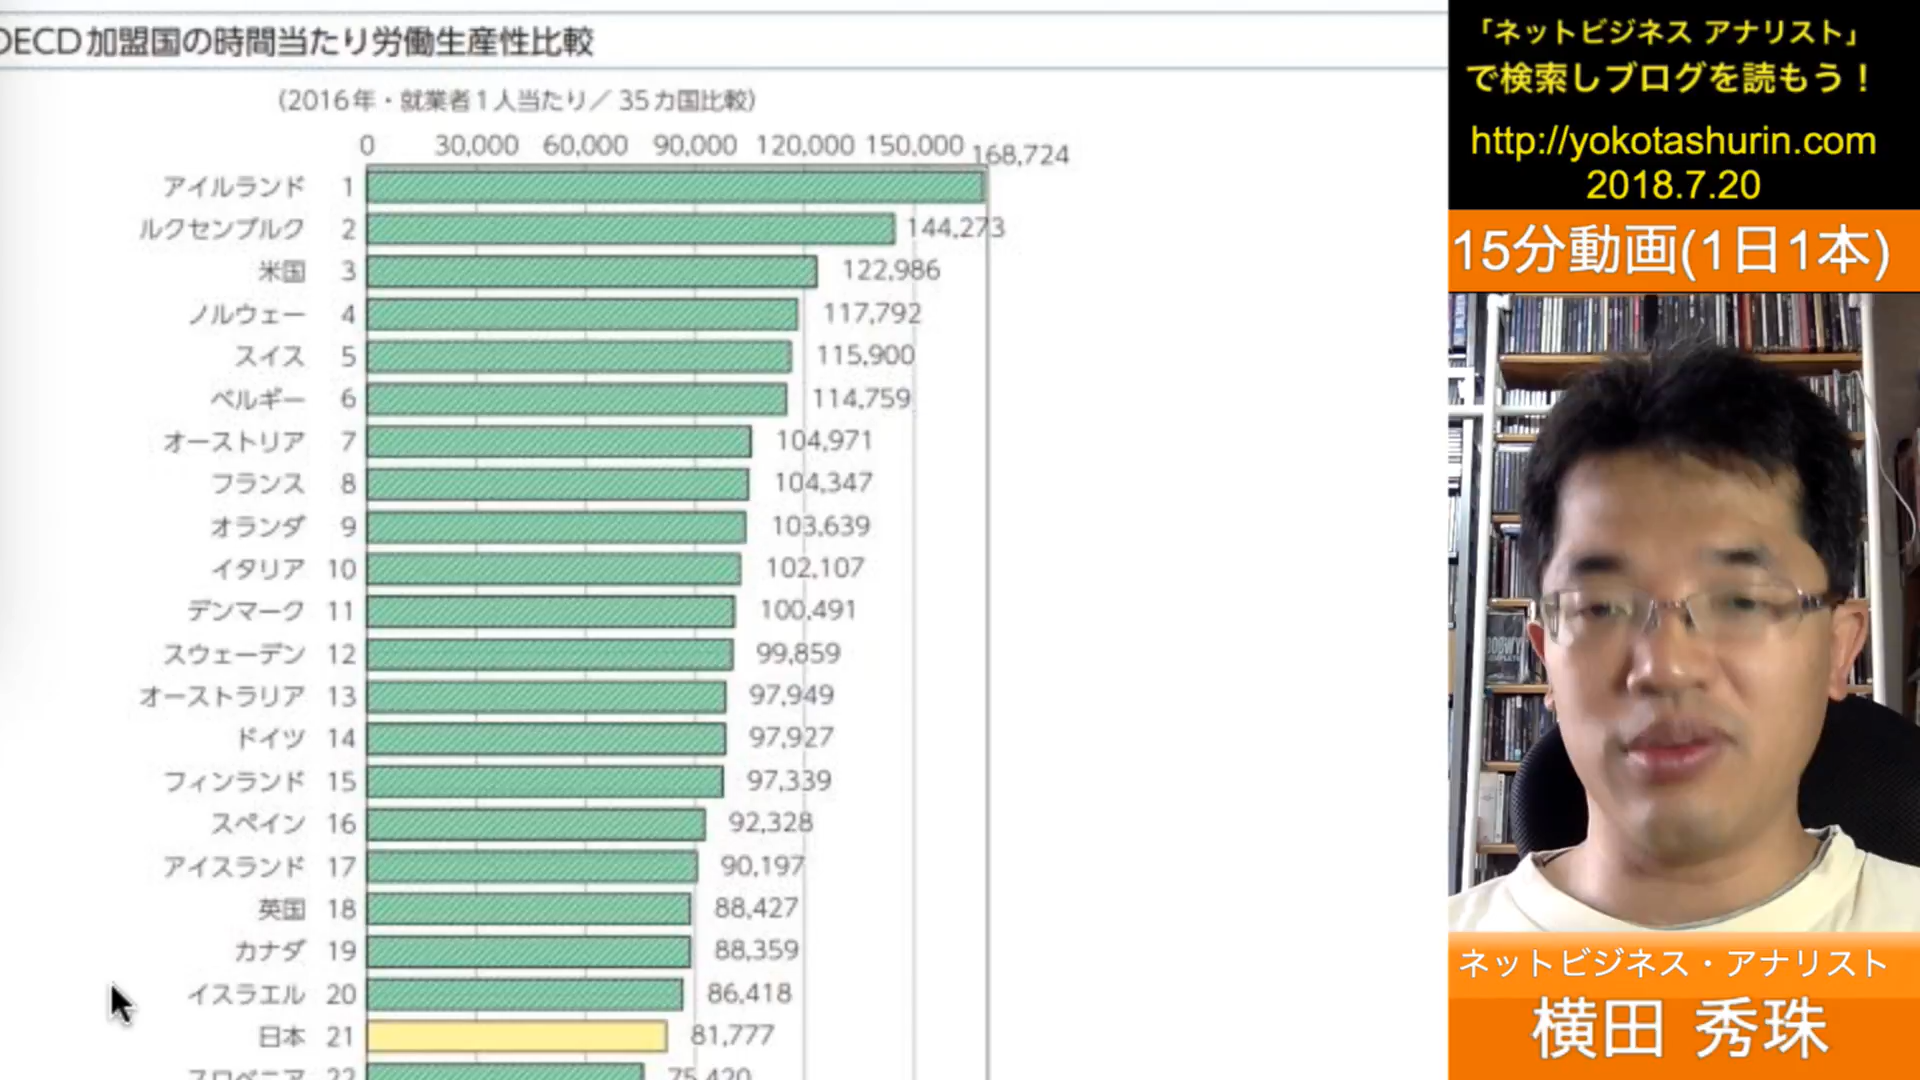 OECD加盟国の時間当たり労働生産性比較
(2016年・就業者1人当たり／35カ国比較)
0 30,000 60,000 90,000 120,000 150,000 168,724
アイルランド 1
ルクセンブルク 2 144,273
米国 3 122,986
ノルウェー 4 117,792
スイス 5 115,900
ベルギー 6 114,759
オーストリア 7 104,971
フランス 8 104,347
オランダ 9 103,639
イタリア 10 102,107
デンマーク 11 100,491
スウェーデン 12 99,859
オーストラリア 13 97,949
ドイツ 14 97,927
フィンランド 15 97,339
スペイン 16 92,328
アイスランド 17 90,197
英国 18 88,427
カナダ 19 88,359
イスラエル 20 86,418
日本 21 81,777
スロベニア 22 75,420
「ネットビジネス アナリスト」
で検索しブログを読もう！
http://yokotashurin.com
2018.7.20
15分動画(1日1本)
BOOWY
COMPLETE
ネットビジネス・アナリスト
横田 秀珠